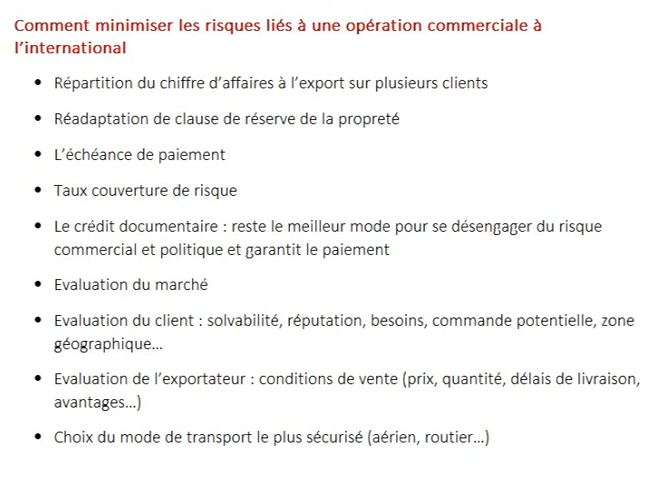 Comment minimiser les risques liés à une opération commerciale à
l’international
• Répartition du chiffre d’affaires à l’export sur plusieurs clients
• Réadaptation de clause de réserve de la propreté
• L’échéance de paiement
• Taux couverture de risque
• Le crédit documentaire : reste le meilleur mode pour se désengager du risque
commercial et politique et garantit le paiement
• Evaluation du marché
• Evaluation du client : solvabilité, réputation, besoins, commande potentielle, zone
géographique…
• Evaluation de l’exportateur : conditions de vente (prix, quantité, délais de livraison,
avantages…)
• Choix du mode de transport le plus sécurisé (aérien, routier…)